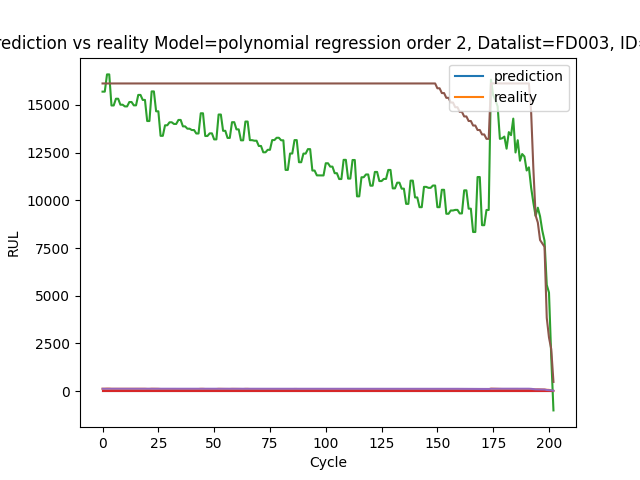 rediction vs reality Model=polynomial regression order 2, Datalist=FD003, ID=
prediction
reality
RUL
15000
12500
10000
7500
5000
2500
0
0 25 50 75 100 125 150 175 200
Cycle